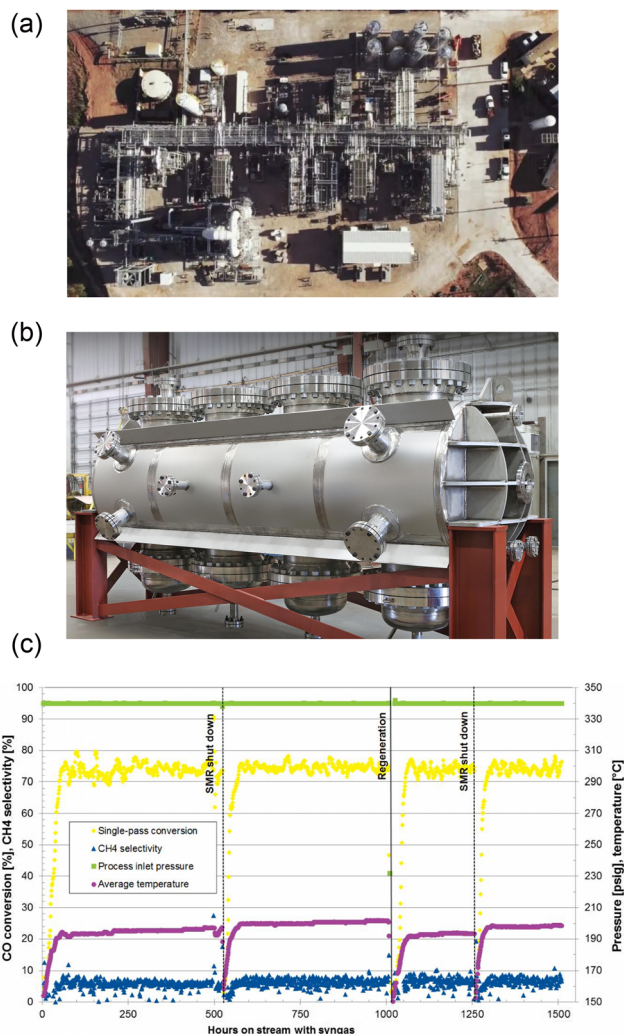 (a)
(b)
(c)
CO conversion [%], CH4 selectivity [%]
100
90
80
70
60
50
40
30
20
10
0
SMR shut down
Regeneration
SMR shut down
Single-pass conversion
CH4 selectivity
Process inlet pressure
Average temperature
350
330
310
290
270
250
230
210
190
170
150
Pressure [psig], temperature [°C]
0 250 500 750 1000 1250 1500
Hours on stream with syngas